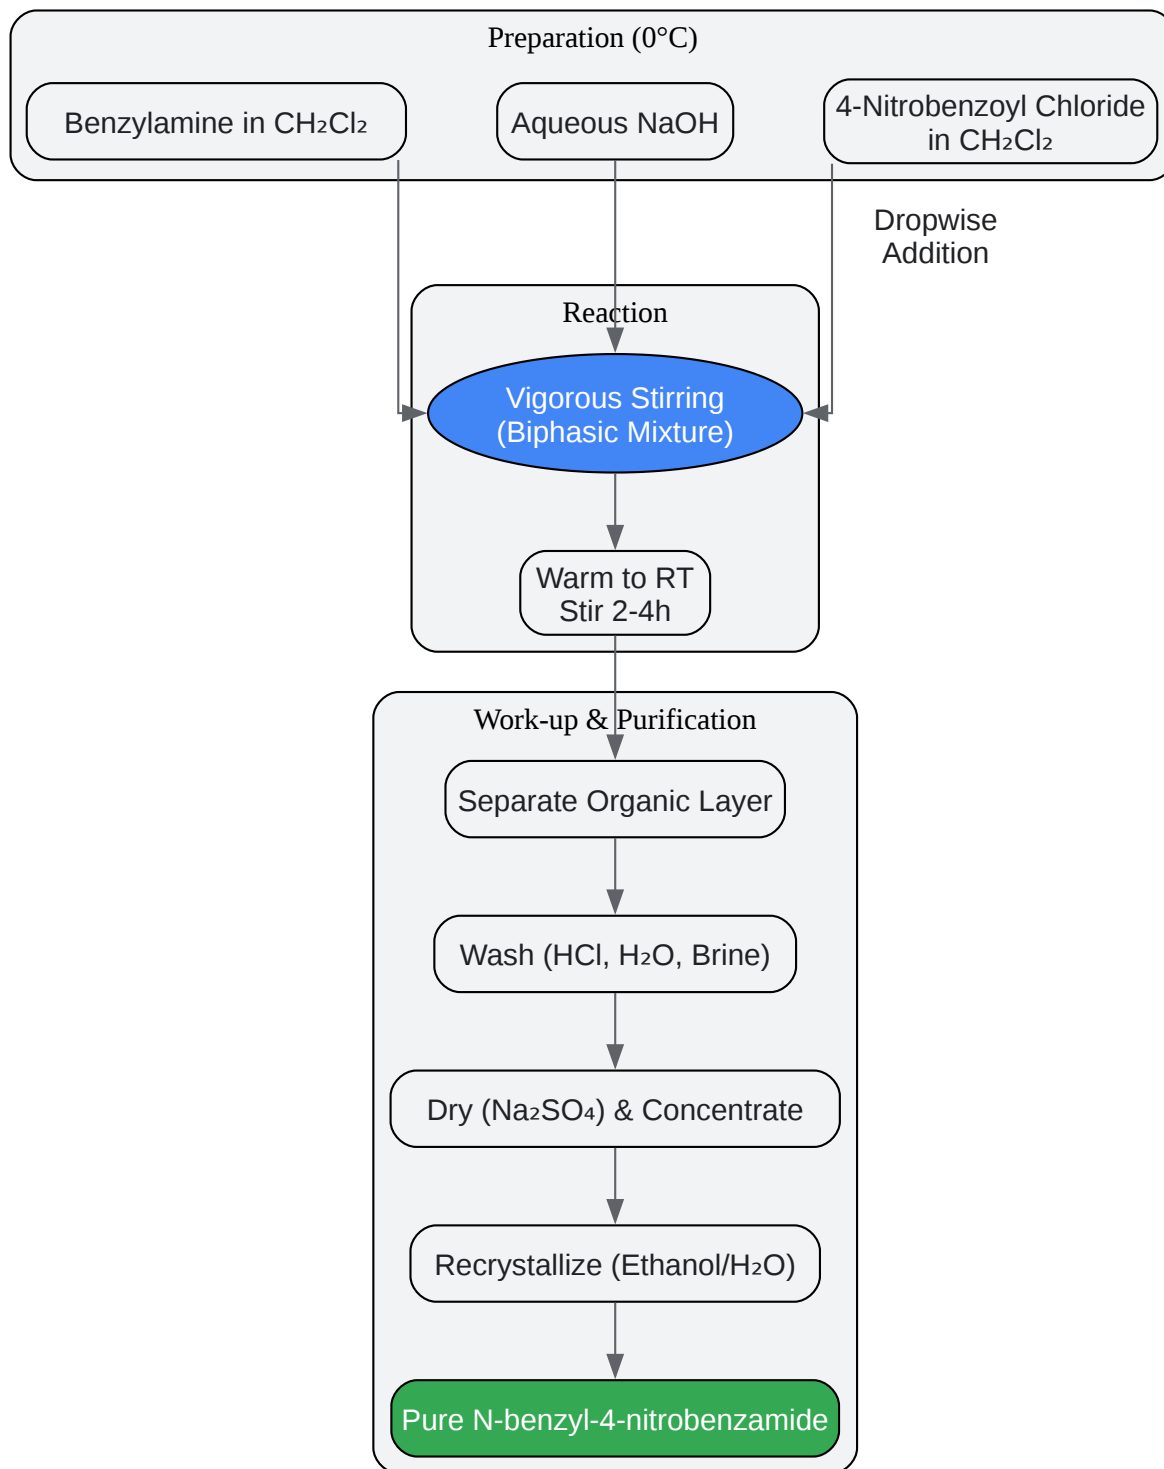 Preparation (0°C)
Benzylamine in CH₂Cl₂
Aqueous NaOH
4-Nitrobenzoyl Chloride
in CH₂Cl₂
Dropwise
Addition
Reaction
Vigorous Stirring
(Biphasic Mixture)
Warm to RT
Stir 2-4h
Work-up & Purification
Separate Organic Layer
Wash (HCl, H₂O, Brine)
Dry (Na₂SO₄) & Concentrate
Recrystallize (Ethanol/H₂O)
Pure N-benzyl-4-nitrobenzamide